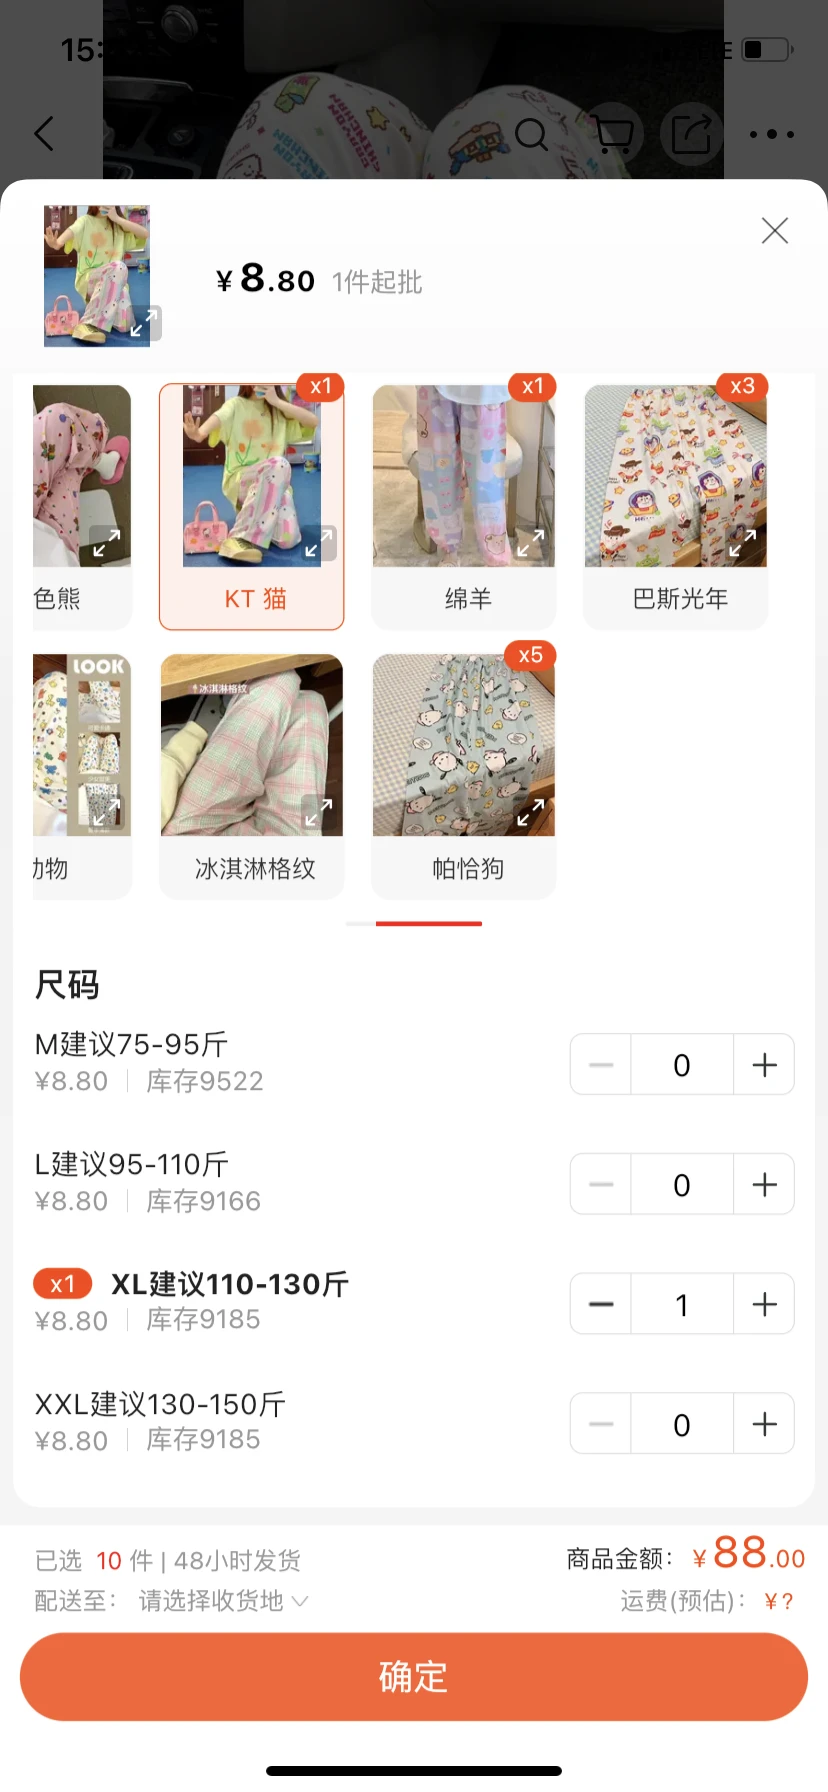 15:
E
¥8.80 1件起批
x1
x1
x3
色熊
KT 猫
绵羊
巴斯光年
LOOK
冰淇淋格纹
x5
动物
冰淇淋格纹
帕恰狗
尺码
M建议75-95斤
¥8.80 库存9522
0
L建议95-110斤
¥8.80 库存9166
0
x1 XL建议110-130斤
¥8.80 库存9185
1
XXL建议130-150斤
¥8.80 库存9185
0
已选 10 件 | 48小时发货
商品金额: ¥88.00
配送至: 请选择收货地
运费(预估): ¥?
确定